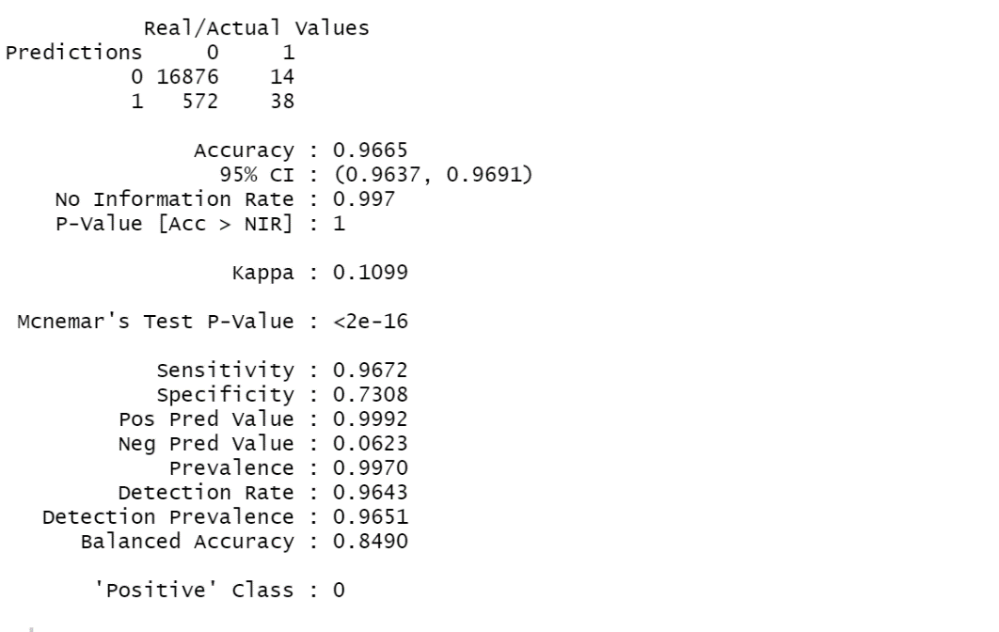 Real/Actual Values
Predictions 0 1
0 16876 14
1 572 38
Accuracy : 0.9665
95% CI : (0.9637, 0.9691)
No Information Rate : 0.997
P-Value [Acc > NIR] : 1
Kappa : 0.1099
Mcnemar's Test P-Value : <2e-16
Sensitivity : 0.9672
Specificity : 0.7308
Pos Pred Value : 0.9992
Neg Pred Value : 0.0623
Prevalence : 0.9970
Detection Rate : 0.9643
Detection Prevalence : 0.9651
Balanced Accuracy : 0.8490
'Positive' Class : 0